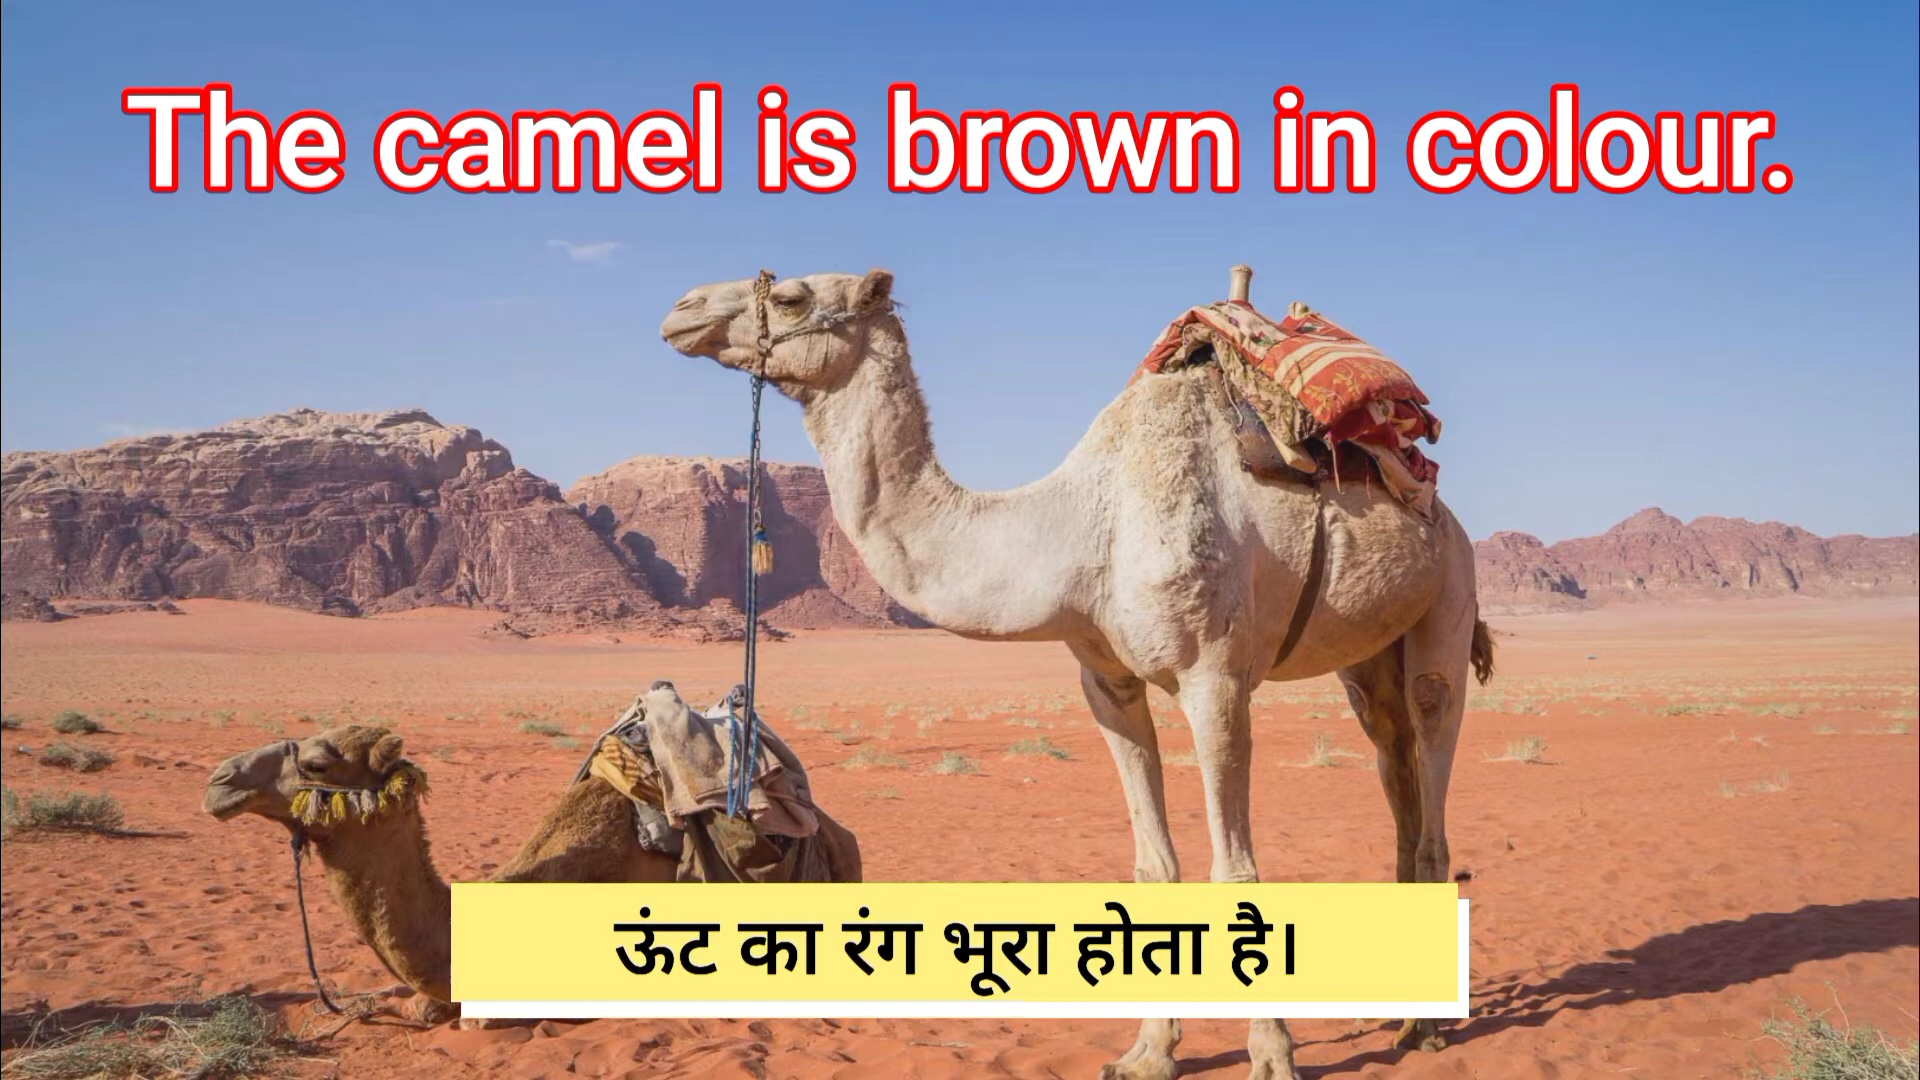 The camel is brown in colour.
ऊंट का रंग भूरा होता है।